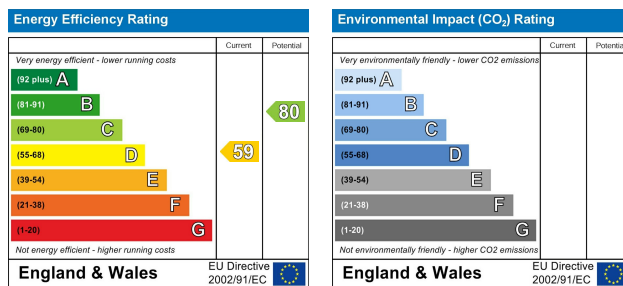 Energy Efficiency Rating
Current Potential
Very energy efficient - lower running costs
(92 plus) A
(81-91) B
(69-80) C
(55-68) D
(39-54) E
(21-38) F
(1-20) G
80
59
Not energy efficient - higher running costs
England & Wales
EU Directive
2002/91/EC
Environmental Impact (CO₂) Rating
Current Potential
Very environmentally friendly - lower CO2 emissions
(92 plus) A
(81-91) B
(69-80) C
(55-68) D
(39-54) E
(21-38) F
(1-20) G
Not environmentally friendly - higher CO2 emissions
England & Wales
EU Directive
2002/91/EC